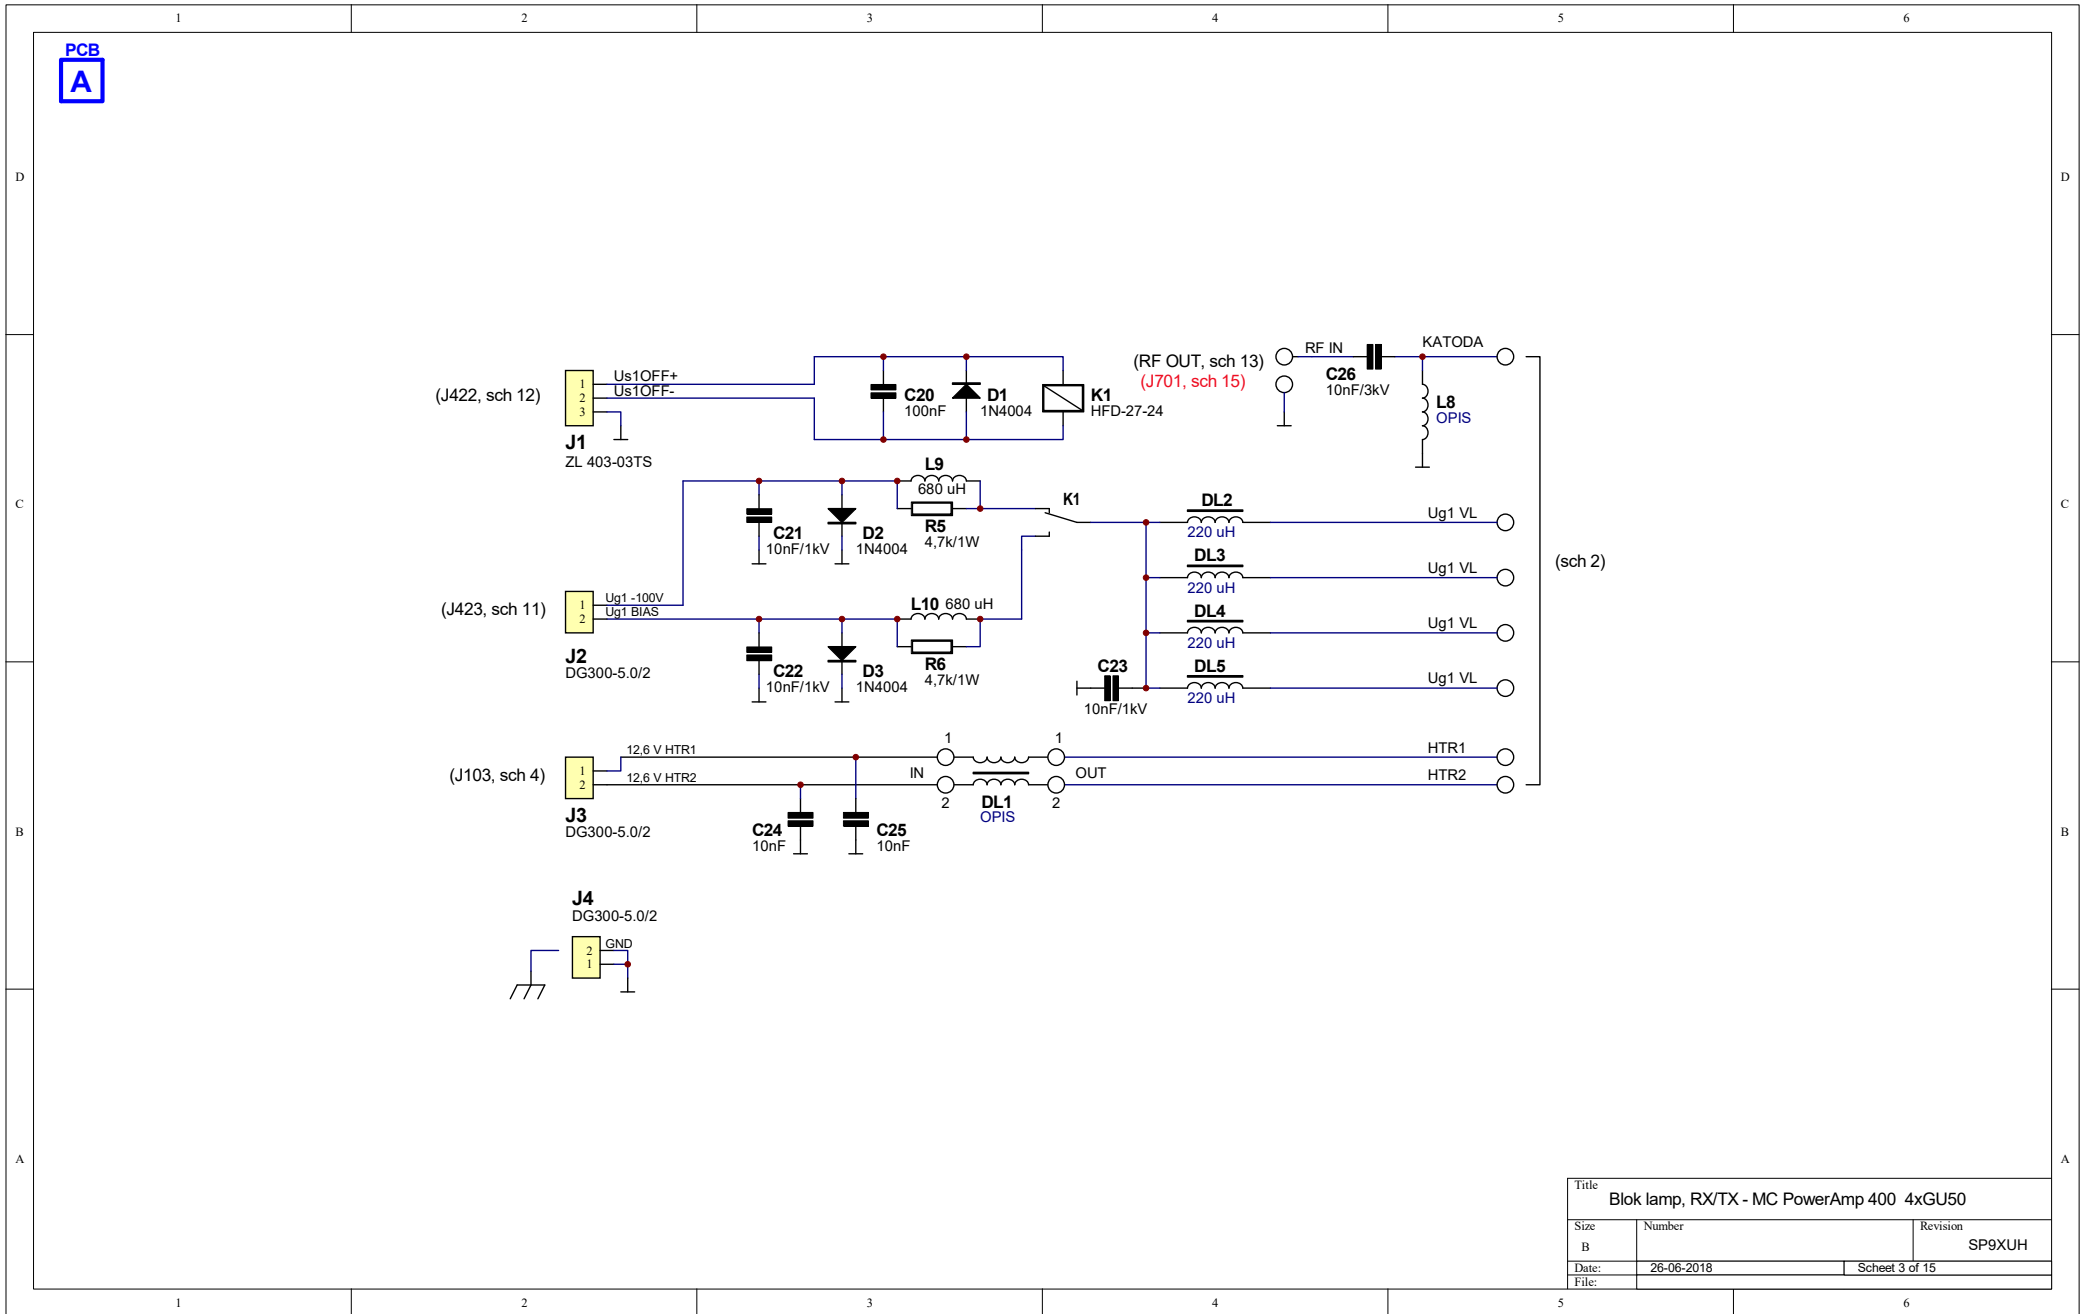 1 2 3 4 5 6
PCB
A
D D
(RF OUT, sch 13)
(J701, sch 15)
RF IN
C26
10nF/3kV
KATODA
L8
OPIS
(J422, sch 12)
1
2
3
Us1OFF+
Us1OFF-
J1
ZL 403-03TS
C20
100nF
D1
1N4004
K1
HFD-27-24
C C
L9
680 uH
R5
4,7k/1W
C21
10nF/1kV
D2
1N4004
K1
DL2
220 uH
Ug1 VL
DL3
220 uH
Ug1 VL
(sch 2)
(J423, sch 11)
1
2
Ug1 -100V
Ug1 BIAS
J2
DG300-5.0/2
L10 680 uH
R6
4,7k/1W
C22
10nF/1kV
D3
1N4004
DL4
220 uH
Ug1 VL
C23
10nF/1kV
DL5
220 uH
Ug1 VL
(J103, sch 4)
1
2
12,6 V HTR1
12,6 V HTR2
J3
DG300-5.0/2
1 1
IN OUT
2 2
DL1
OPIS
HTR1
HTR2
B B
C24
10nF
C25
10nF
J4
DG300-5.0/2
2
1
GND
A A
Title
Blok lamp, RX/TX - MC PowerAmp 400 4xGU50
Size Number Revision
B SP9XUH
Date: 26-06-2018 Scheet 3 of 15
File:
1 2 3 4 5 6